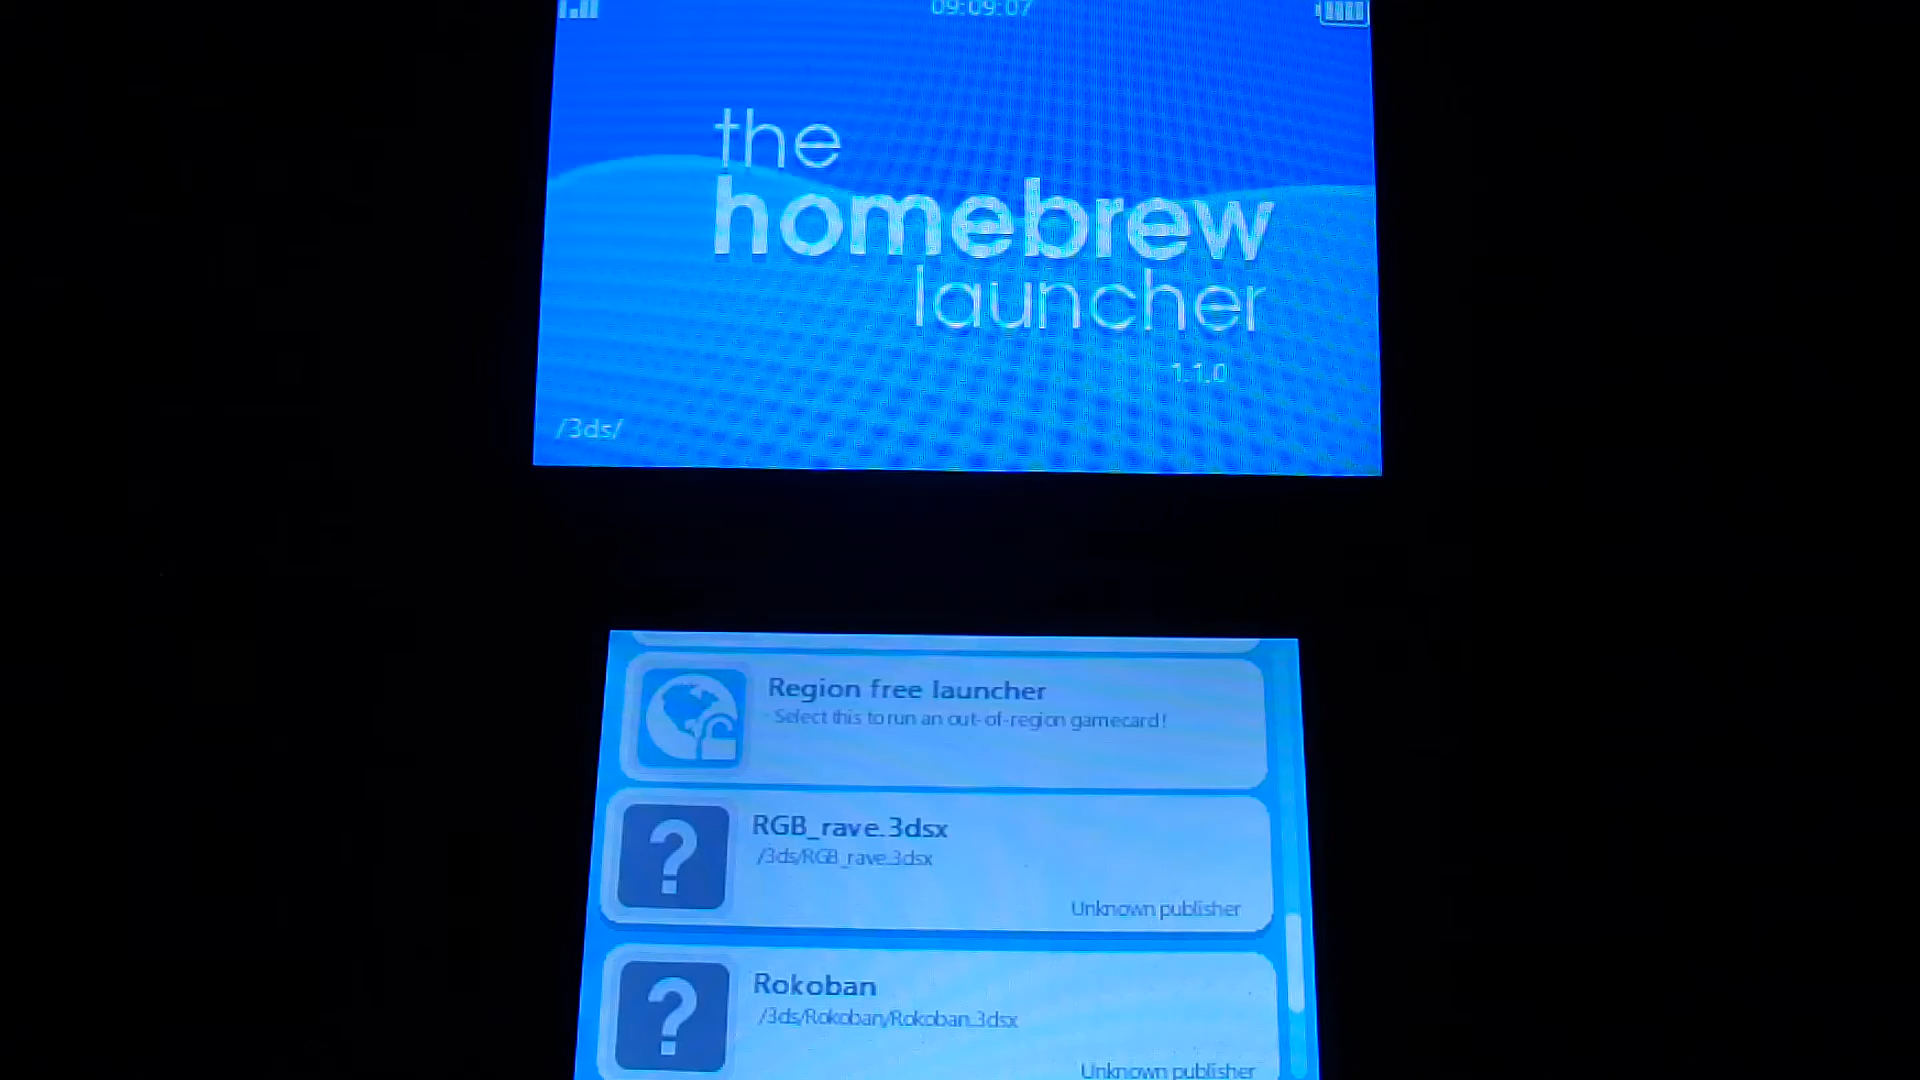 09:09:07
the
homebrew
launcher
1.1.0
/3ds/
Region free launcher
Select this to run an out-of-region gamecard!
RGB_rave.3dsx
/3ds/RGB_rave.3dsx
Unknown publisher
Rokoban
/3ds/Rokoban/Rokoban.3dsx
Unknown publisher